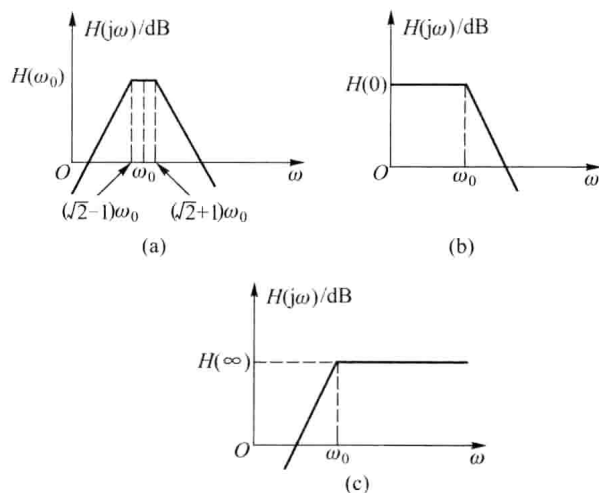 H(jω)/dB
H(ω₀)
O
ω₀
ω
(√2−1)ω₀
(√2+1)ω₀
(a)
H(jω)/dB
H(0)
O
ω₀
ω
(b)
H(jω)/dB
H(∞)
O
ω₀
ω
(c)